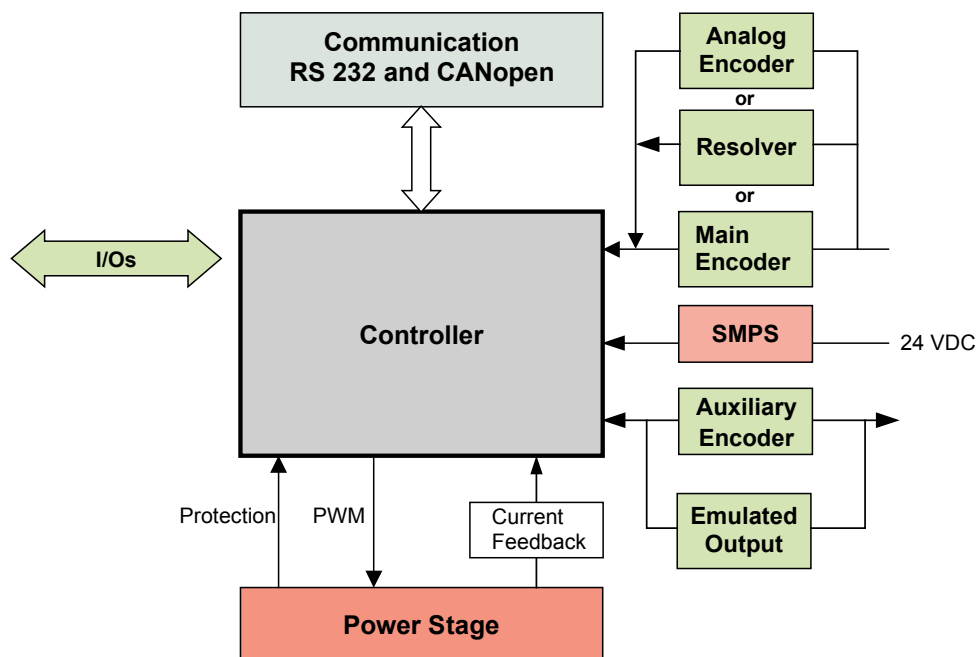 Communication
RS 232 and CANopen
Analog
Encoder
or
Resolver
or
Main
Encoder
I/Os
Controller
SMPS
24 VDC
Auxiliary
Encoder
Protection
PWM
Current
Feedback
Emulated
Output
Power Stage